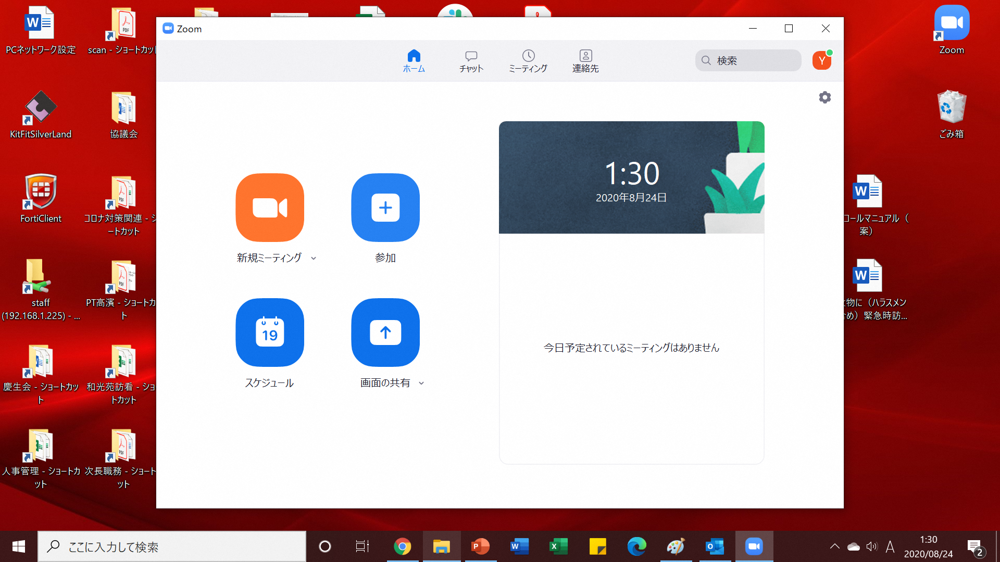 Zoom
ホーム
チャット
ミーティング
連絡先
検索
Y
1:30
2020年8月24日
新規ミーティング
参加
19
スケジュール
画面の共有
今日予定されているミーティングはありません
PCネットワーク設定
scan - ショートカット
KitFitSilverLand
協議会
FortiClient
コロナ対策関連 - シ
ートカット
staff
(192.168.1.225) - ...
PT高濱 - ショートカ
ト
慶生会 - ショートカッ
ト
和光苑訪看 - ショ
トカット
人事管理 - ショートカ
ット
次長職務 - ショート
ット
Zoom
ごみ箱
コールマニュアル（
案）
物に（ハラスメン
め）緊急時訪...
ここに入力して検索
A
1:30
2020/08/24
2